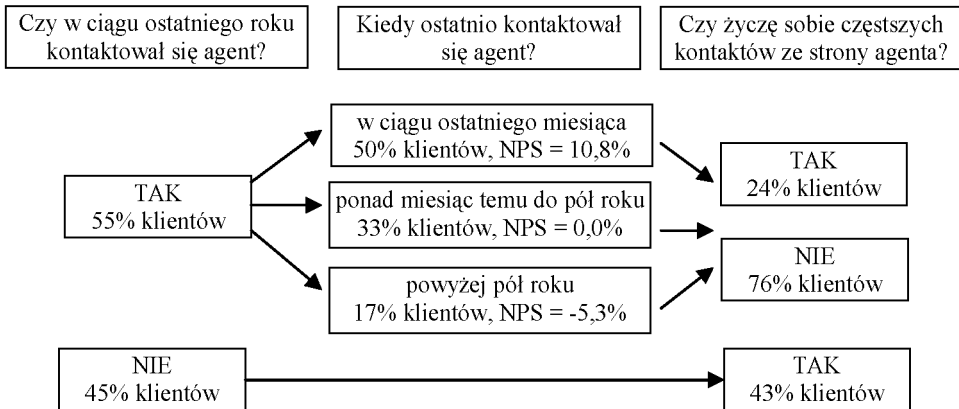 Czy w ciągu ostatniego roku
kontaktował się agent?
Kiedy ostatnio kontaktował
się agent?
Czy życzę sobie częstszych
kontaktów ze strony agenta?
w ciągu ostatniego miesiąca
50% klientów, NPS = 10,8%
TAK
55% klientów
ponad miesiąc temu do pół roku
33% klientów, NPS = 0,0%
powyżej pół roku
17% klientów, NPS = -5,3%
TAK
24% klientów
NIE
76% klientów
NIE
45% klientów
TAK
43% klientów